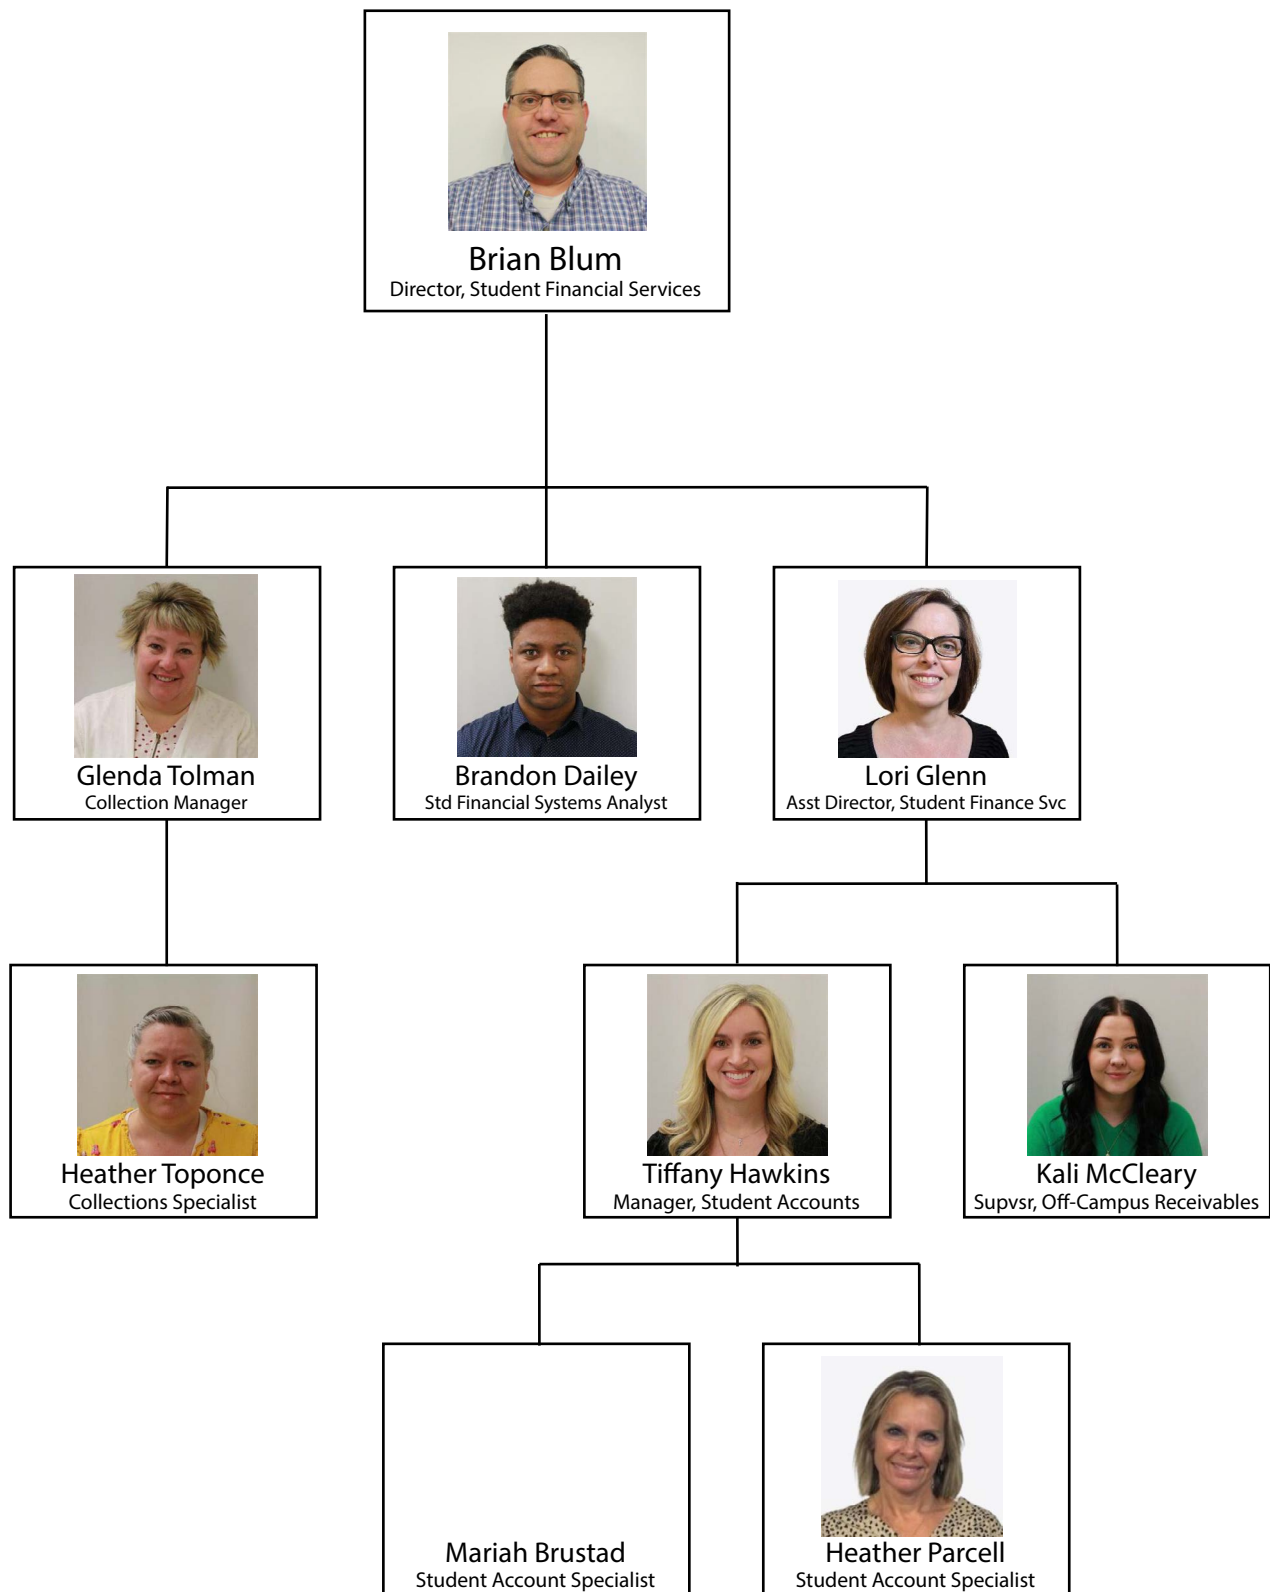 Brian Blum
Director, Student Financial Services
Glenda Tolman
Collection Manager
Brandon Dailey
Std Financial Systems Analyst
Lori Glenn
Asst Director, Student Finance Svc
Heather Toponce
Collections Specialist
Tiffany Hawkins
Manager, Student Accounts
Kali McCleary
Supvsr, Off-Campus Receivables
Mariah Brustad
Student Account Specialist
Heather Parcell
Student Account Specialist